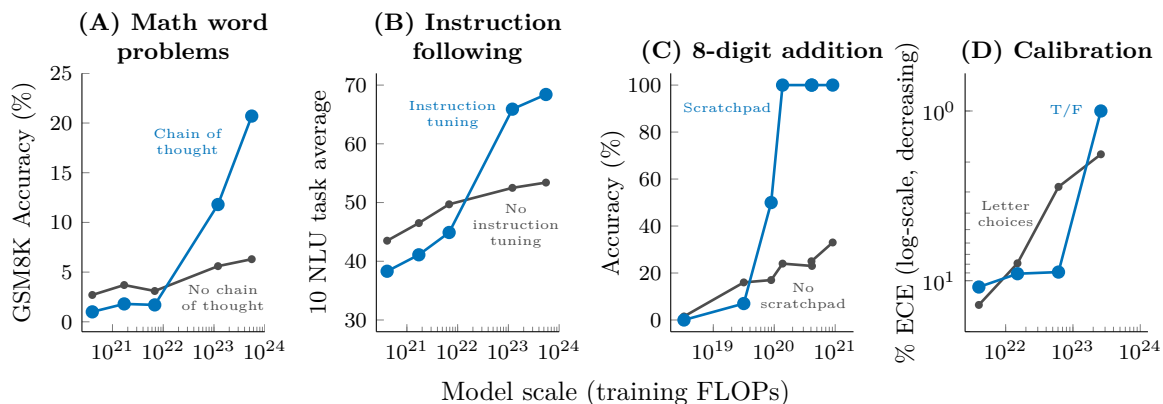 (A) Math word
problems
GSM8K Accuracy (%)
25
20
15
10
5
0
Chain of
thought
No chain
of thought
10^21
10^22
10^23
10^24
(B) Instruction
following
10 NLU task average
70
60
50
40
30
Instruction
tuning
No
instruction
tuning
10^21
10^22
10^23
10^24
(C) 8-digit addition
Accuracy (%)
100
80
60
40
20
0
Scratchpad
No
scratchpad
10^19
10^20
10^21
(D) Calibration
% ECE (log-scale, decreasing)
10^0
10^1
T/F
Letter
choices
10^22
10^23
10^24
Model scale (training FLOPs)